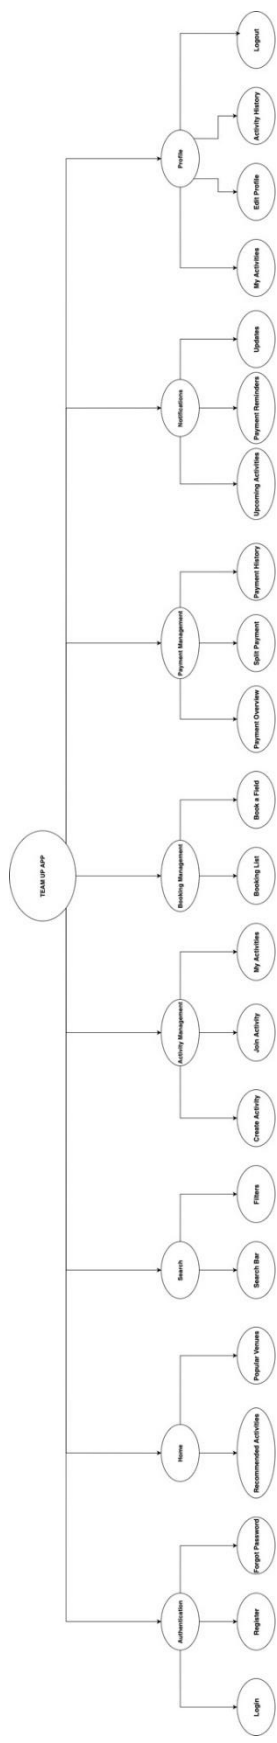 TEAM UP APP
Authentication
Home
Search
Activity Management
Booking Management
Payment Management
Notifications
Profile
Login
Register
Forgot Password
Recommended Activities
Popular Venues
Search Bar
Filters
Create Activity
Join Activity
My Activities
Booking List
Book a Field
Payment Overview
Split Payment
Payment History
Upcoming Activities
Payment Reminders
Updates
My Activities
Edit Profile
Activity History
Logout